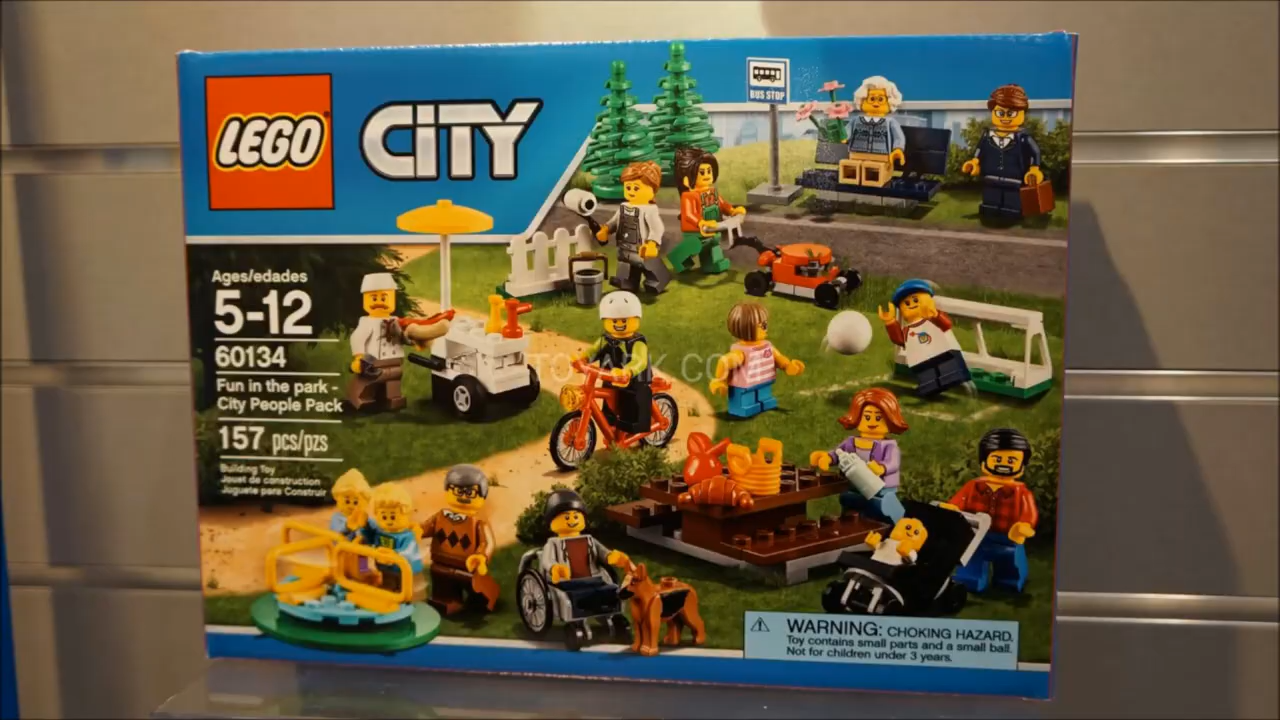 LEGO
CITY
BUS STOP
Ages/edades
5-12
60134
Fun in the park -
City People Pack
157 pcs/pzs
Building Toy
Jouet de construction
Juguete para Construir
TOYARK.COM
WARNING: CHOKING HAZARD.
Toy contains small parts and a small ball.
Not for children under 3 years.